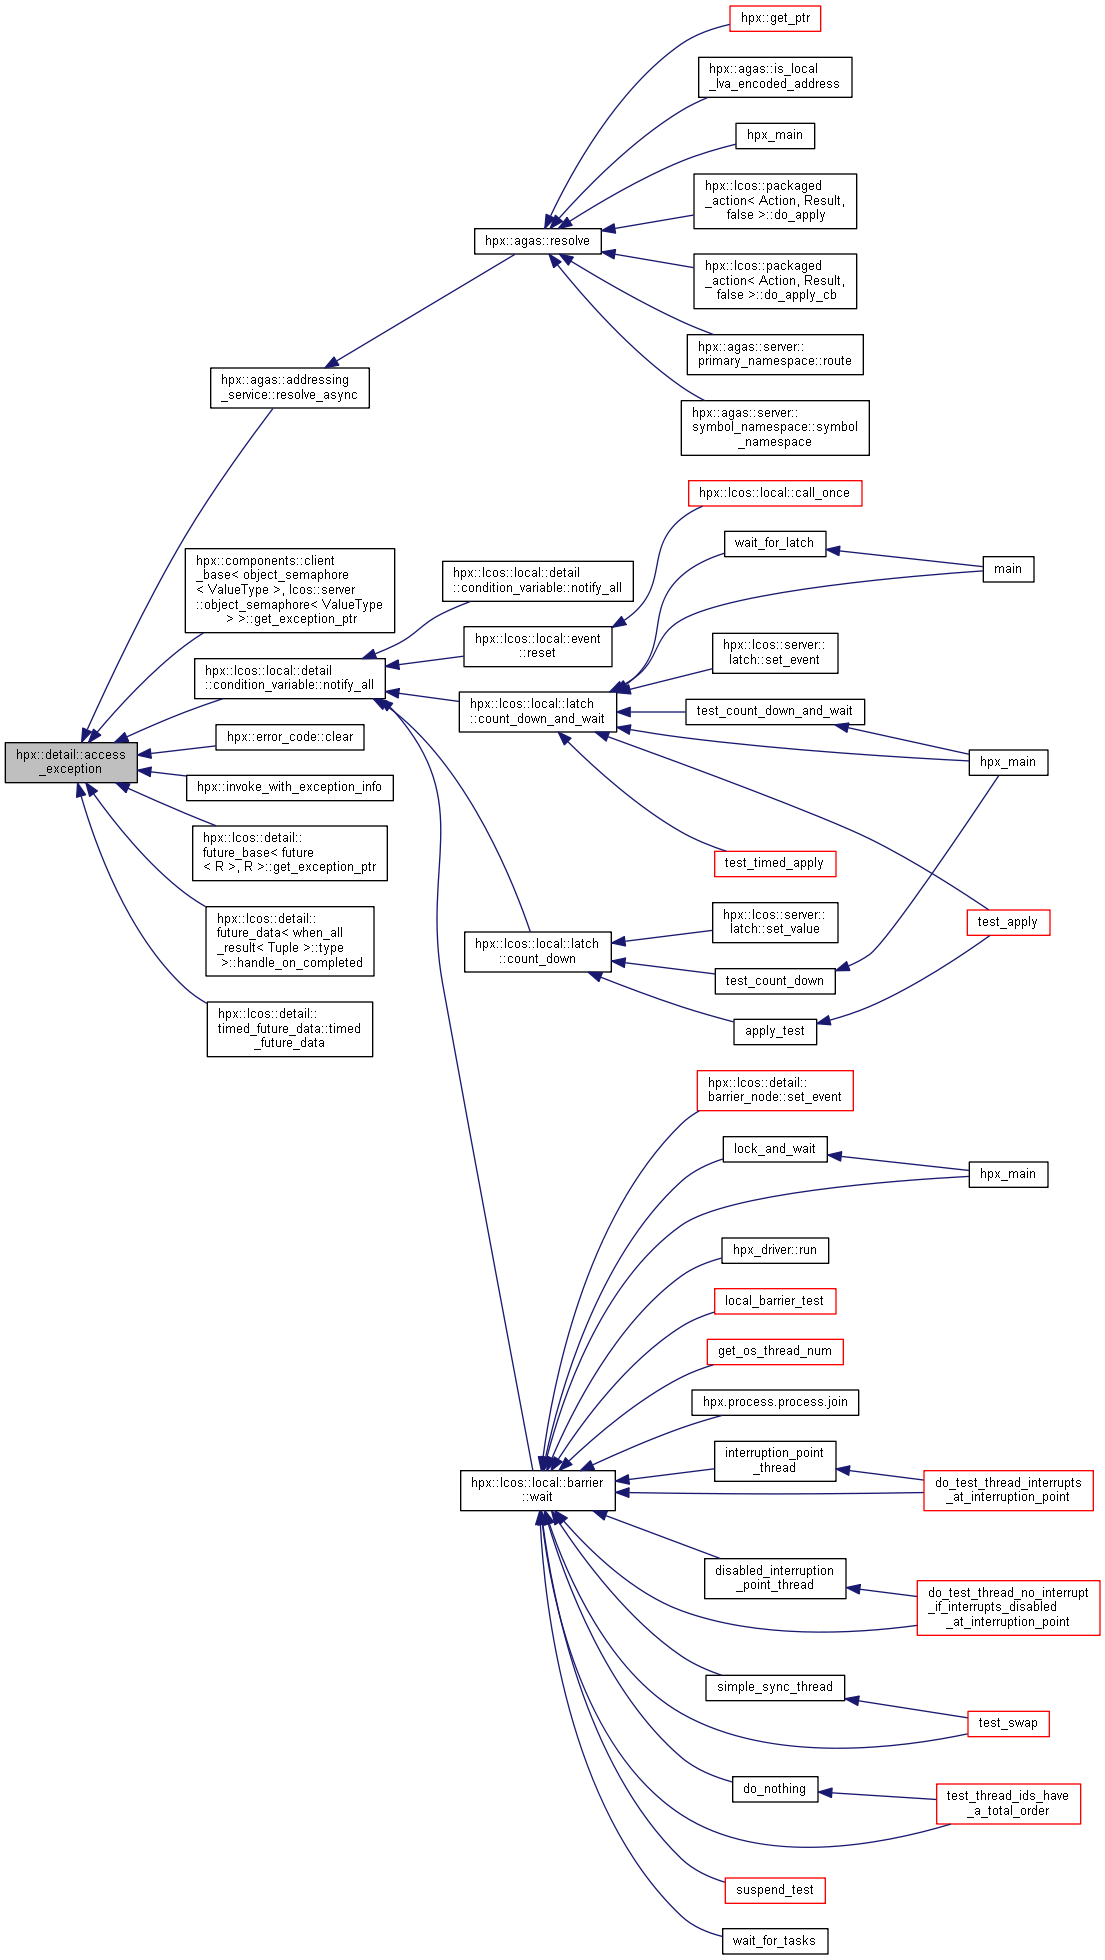 hpx::get_ptr
hpx::agas::is_local
_lva_encoded_address
hpx_main
hpx::lcos::packaged
_action< Action, Result,
false >::do_apply
hpx::agas::resolve
hpx::lcos::packaged
_action< Action, Result,
false >::do_apply_cb
hpx::agas::server::
primary_namespace::route
hpx::agas::addressing
_service::resolve_async
hpx::agas::server::
symbol_namespace::symbol
_namespace
hpx::lcos::local::call_once
wait_for_latch
main
hpx::components::client
_base< object_semaphore
< ValueType >, lcos::server
::object_semaphore< ValueType
> >::get_exception_ptr
hpx::lcos::local::detail
::condition_variable::notify_all
hpx::lcos::local::event
::reset
hpx::lcos::server::
latch::set_event
hpx::lcos::local::detail
::condition_variable::notify_all
hpx::lcos::local::latch
::count_down_and_wait
test_count_down_and_wait
hpx::error_code::clear
hpx::detail::access
_exception
hpx_main
hpx::invoke_with_exception_info
hpx::lcos::detail::
future_base< future
< R >, R >::get_exception_ptr
test_timed_apply
hpx::lcos::detail::
future_data< when_all
_result< Tuple >::type
>::handle_on_completed
hpx::lcos::server::
latch::set_value
test_apply
hpx::lcos::local::latch
::count_down
test_count_down
hpx::lcos::detail::
timed_future_data::timed
_future_data
apply_test
hpx::lcos::detail::
barrier_node::set_event
lock_and_wait
hpx_main
hpx_driver::run
local_barrier_test
get_os_thread_num
hpx.process.process.join
interruption_point
_thread
hpx::lcos::local::barrier
::wait
do_test_thread_interrupts
_at_interruption_point
disabled_interruption
_point_thread
do_test_thread_no_interrupt
_if_interrupts_disabled
_at_interruption_point
simple_sync_thread
test_swap
do_nothing
test_thread_ids_have
_a_total_order
suspend_test
wait_for_tasks